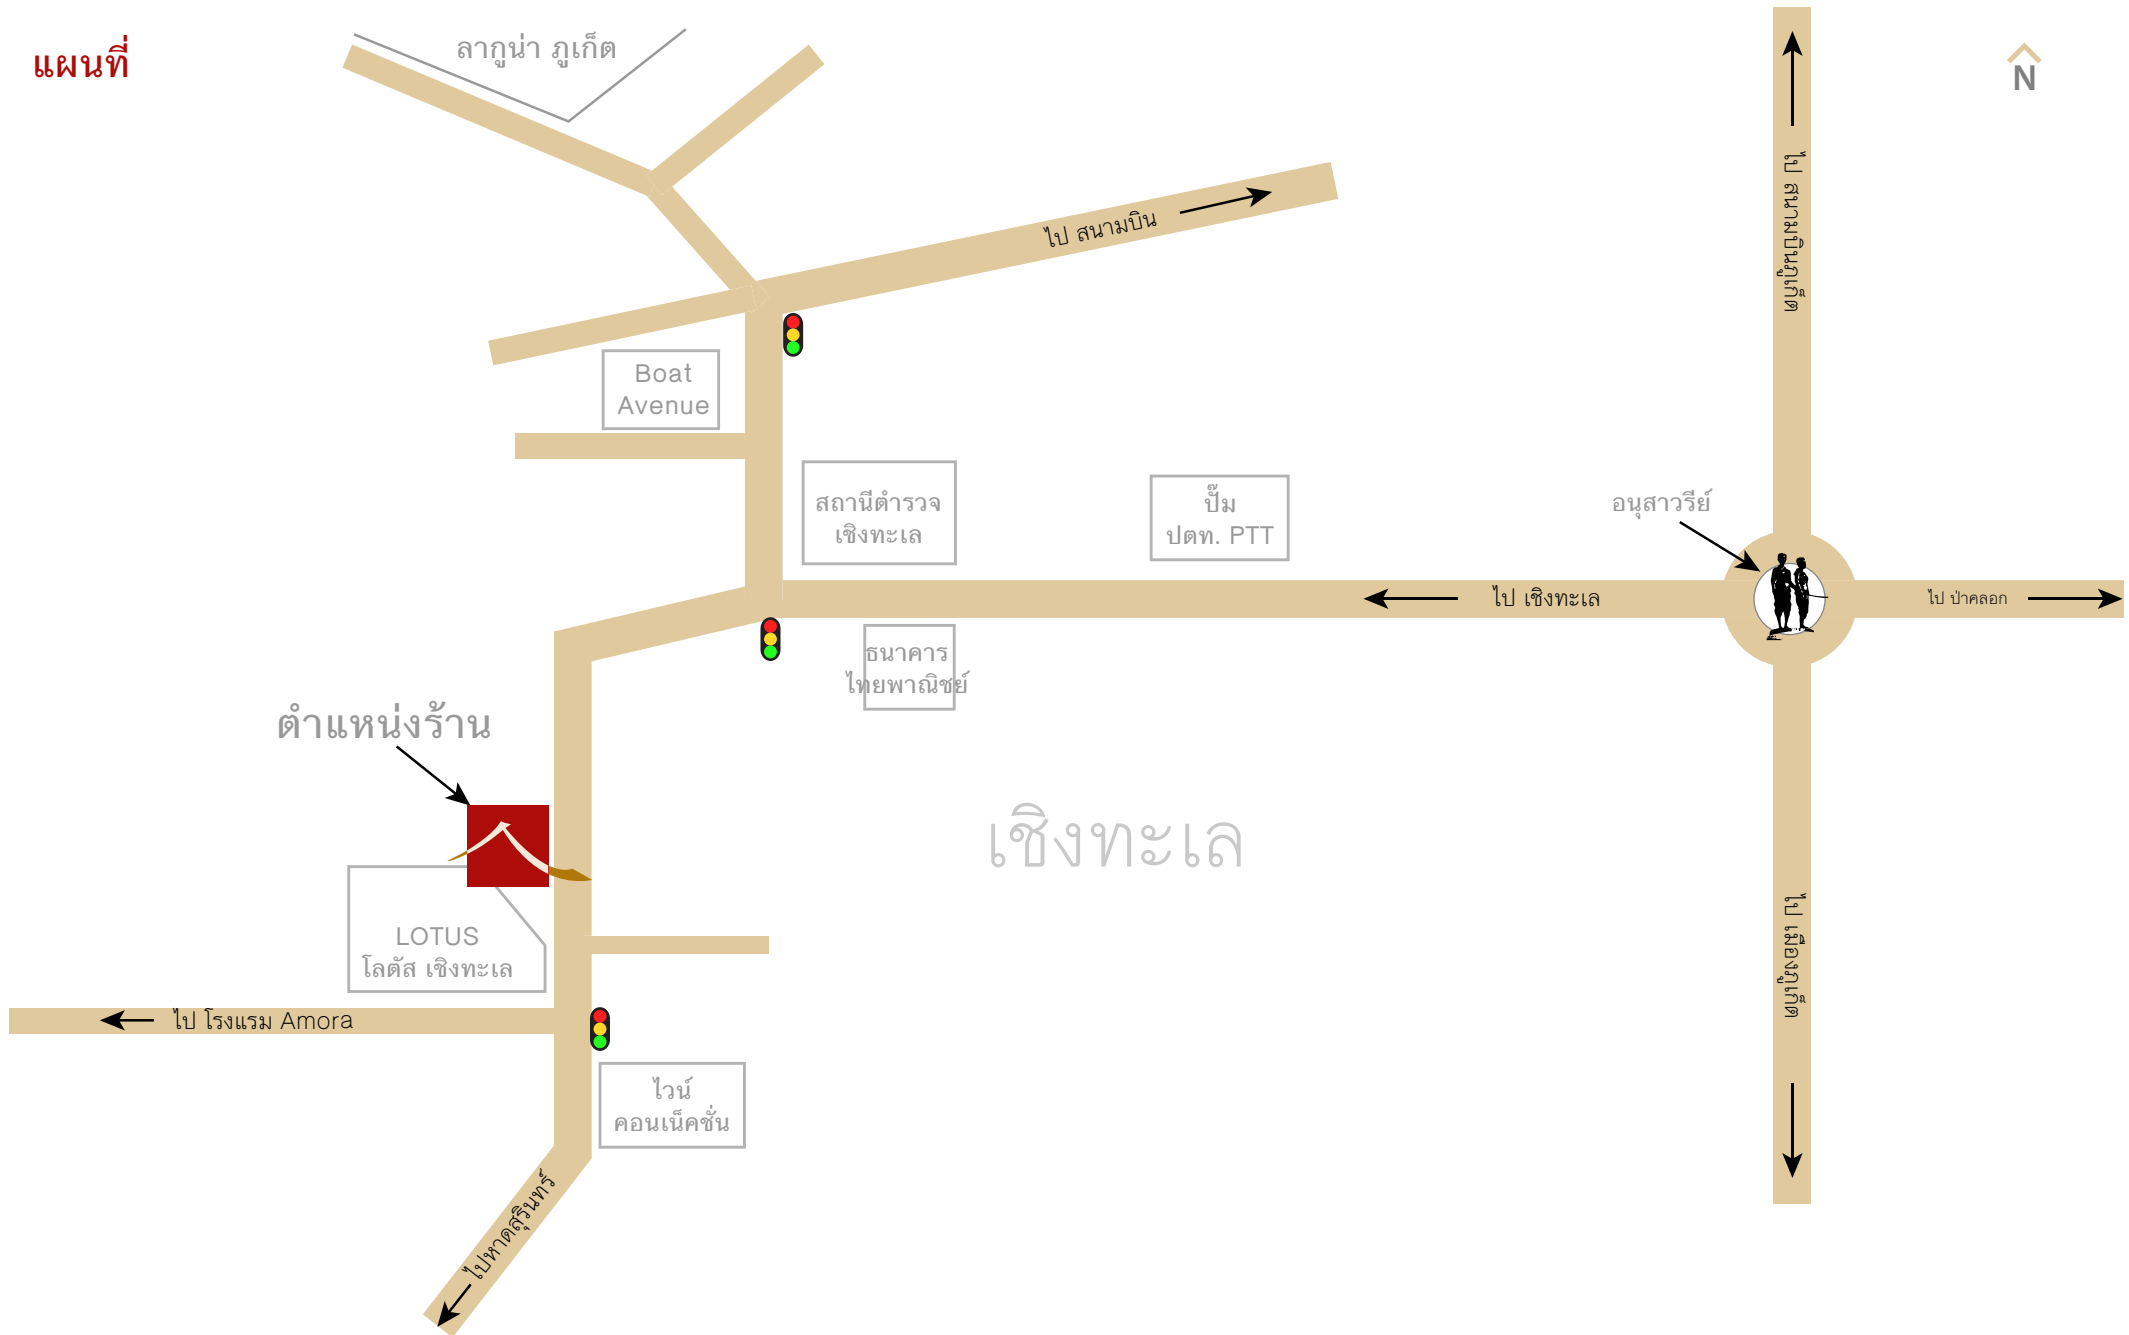 แผนที่
ลากูน่า ภูเก็ต
N
ไป สนามบิน
ไป สนามบินภูเก็ต
Boat
Avenue
สถานีตำรวจ
เชิงทะเล
ปั๊ม
ปตท. PTT
อนุสาวรีย์
ไป เชิงทะเล
ไป ป่าคลอก
ธนาคาร
ไทยพาณิชย์
ตำแหน่งร้าน
เชิงทะเล
LOTUS
โลตัส เชิงทะเล
ไป เมืองภูเก็ต
ไป โรงแรม Amora
ไวน์
คอนเน็คชั่น
ไปหาดสุรินทร์